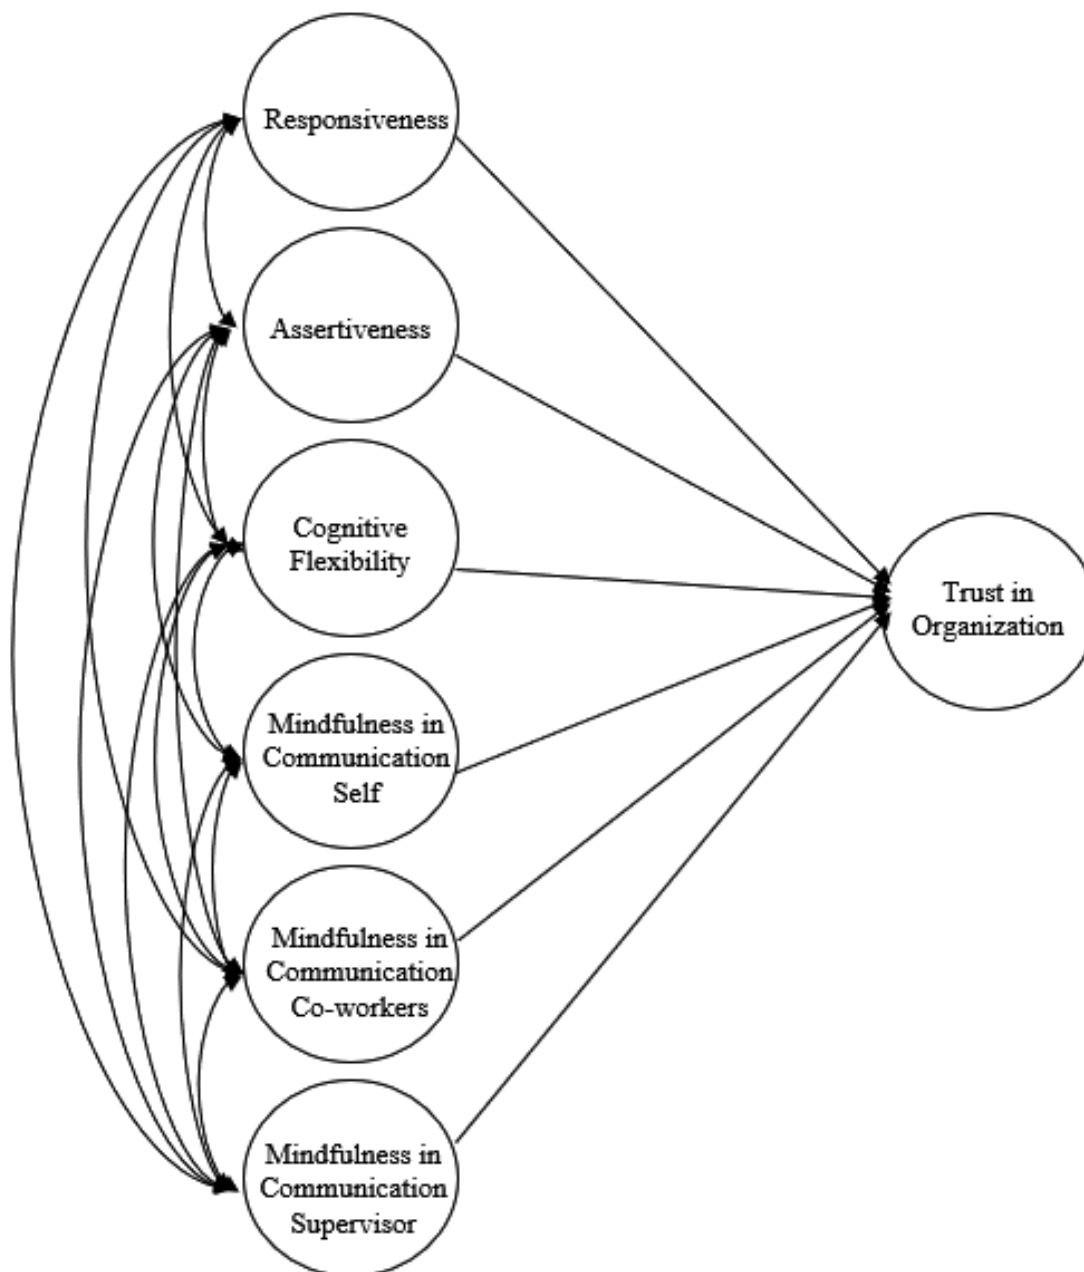 Responsiveness
Assertiveness
Cognitive
Flexibility
Mindfulness in
Communication
Self
Mindfulness in
Communication
Co-workers
Mindfulness in
Communication
Supervisor
Trust in
Organization